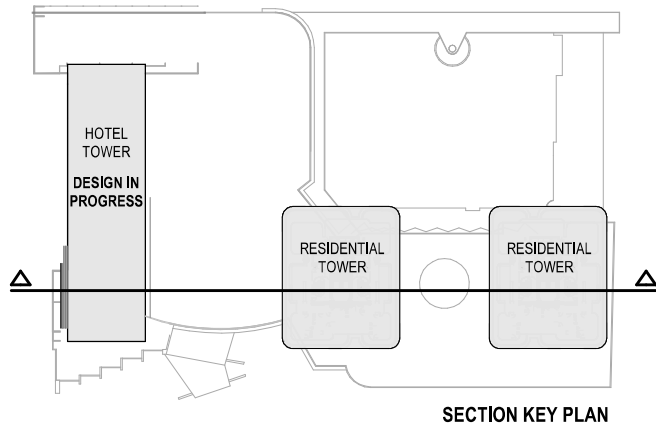 HOTEL
TOWER
DESIGN IN
PROGRESS
RESIDENTIAL
TOWER
RESIDENTIAL
TOWER
SECTION KEY PLAN